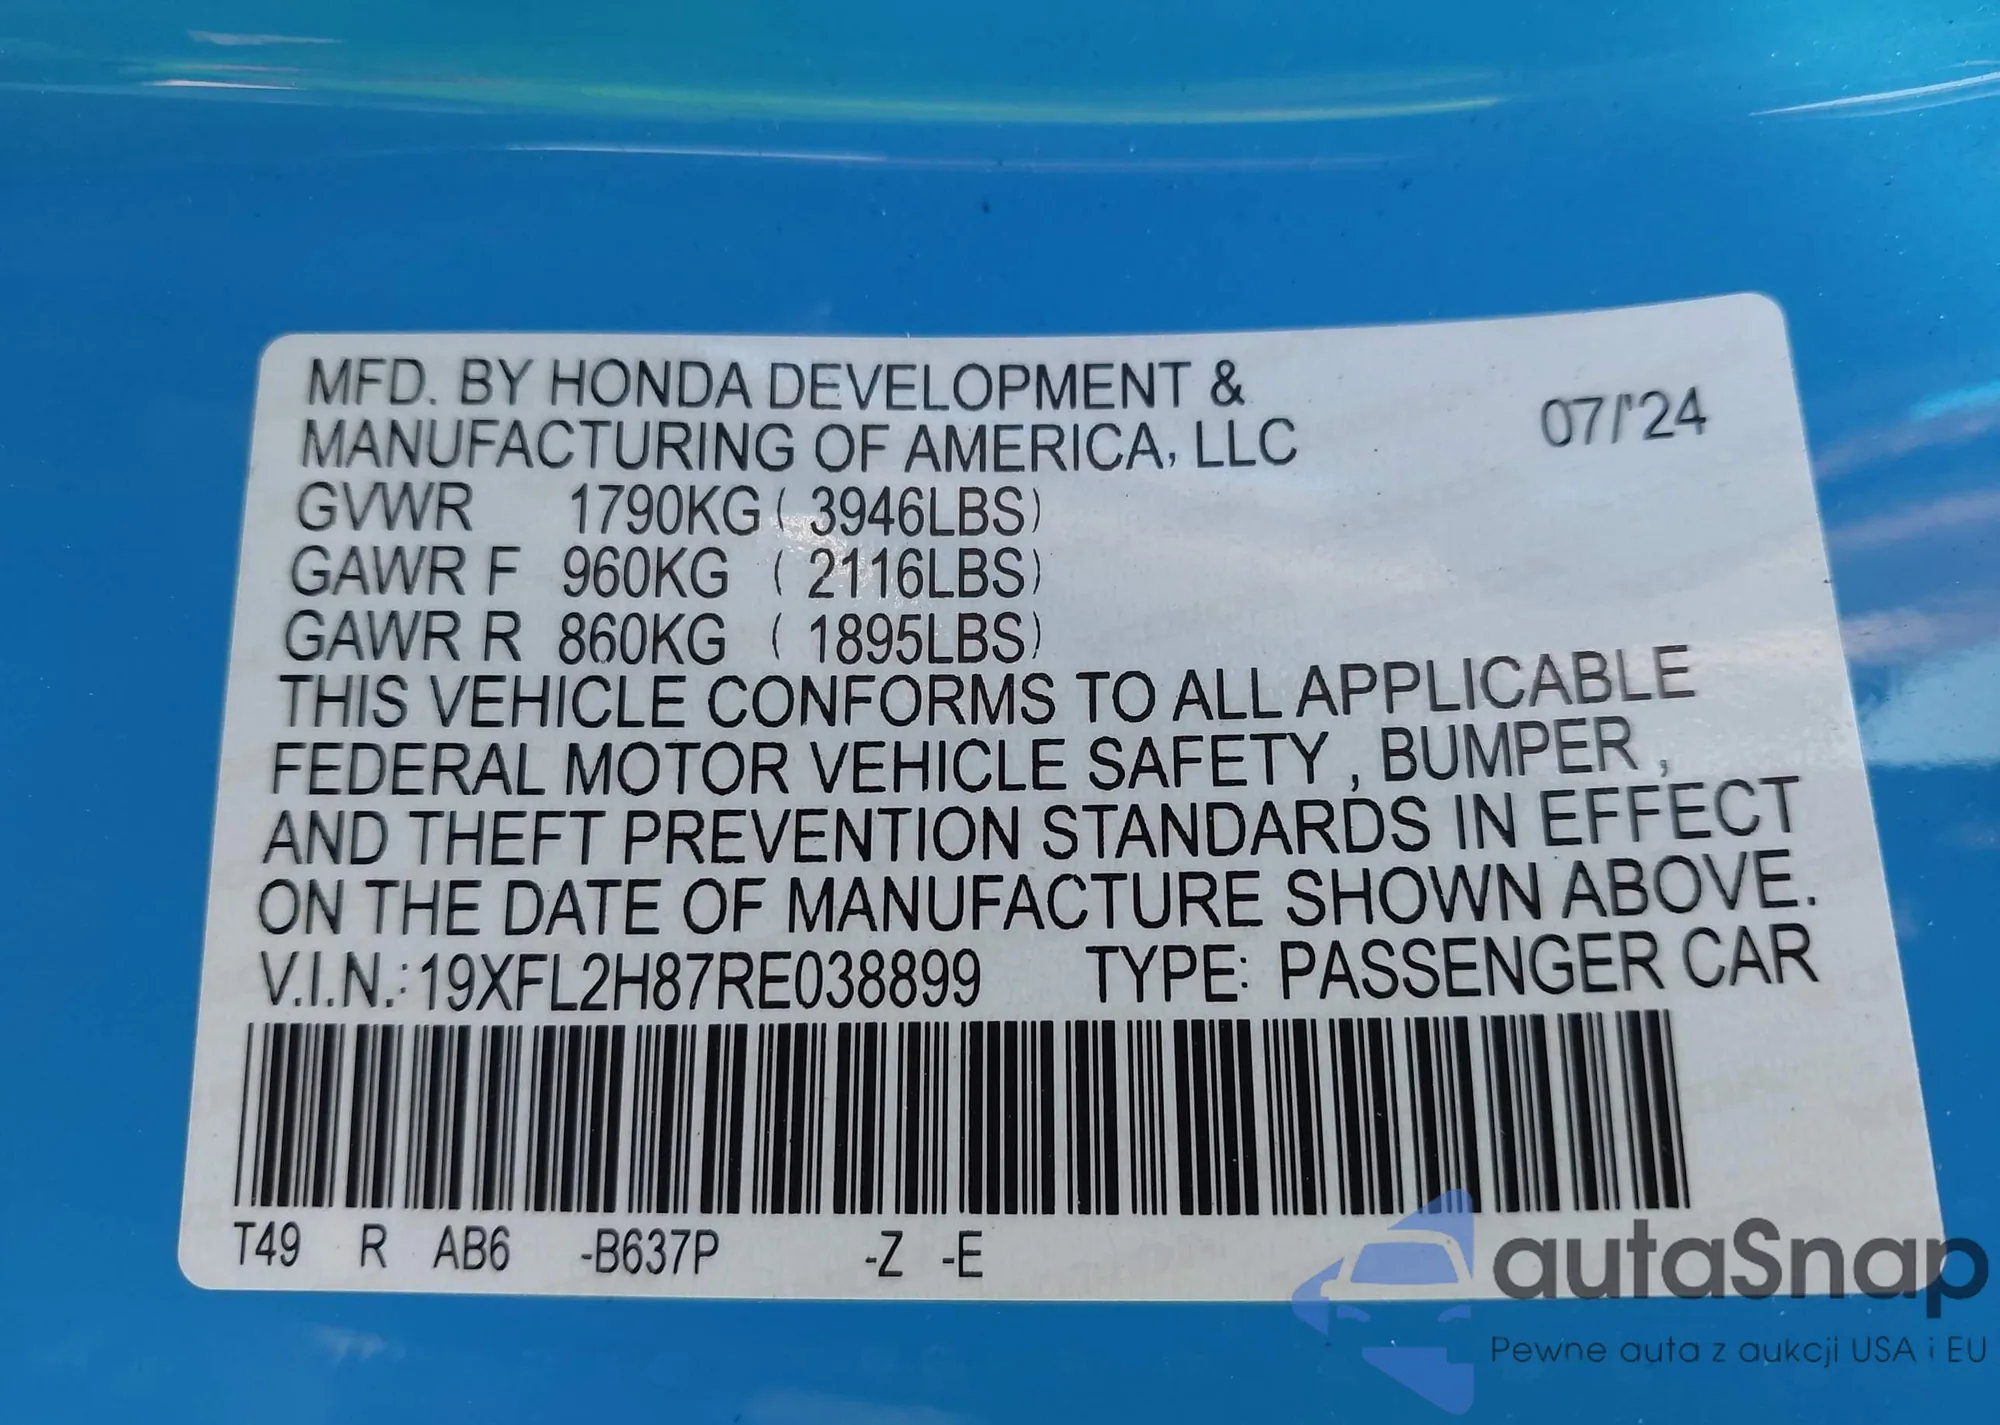 MFD. BY HONDA DEVELOPMENT &
MANUFACTURING OF AMERICA, LLC
07/'24
GVWR 1790KG ( 3946LBS)
GAWR F 960KG ( 2116LBS)
GAWR R 860KG ( 1895LBS)
THIS VEHICLE CONFORMS TO ALL APPLICABLE
FEDERAL MOTOR VEHICLE SAFETY , BUMPER ,
AND THEFT PREVENTION STANDARDS IN EFFECT
ON THE DATE OF MANUFACTURE SHOWN ABOVE.
V.I.N.: 19XFL2H87RE038899 TYPE: PASSENGER CAR
T49 R AB6 -B637P -Z -E
autaSnap
Pewne auta z aukcji USA i EU